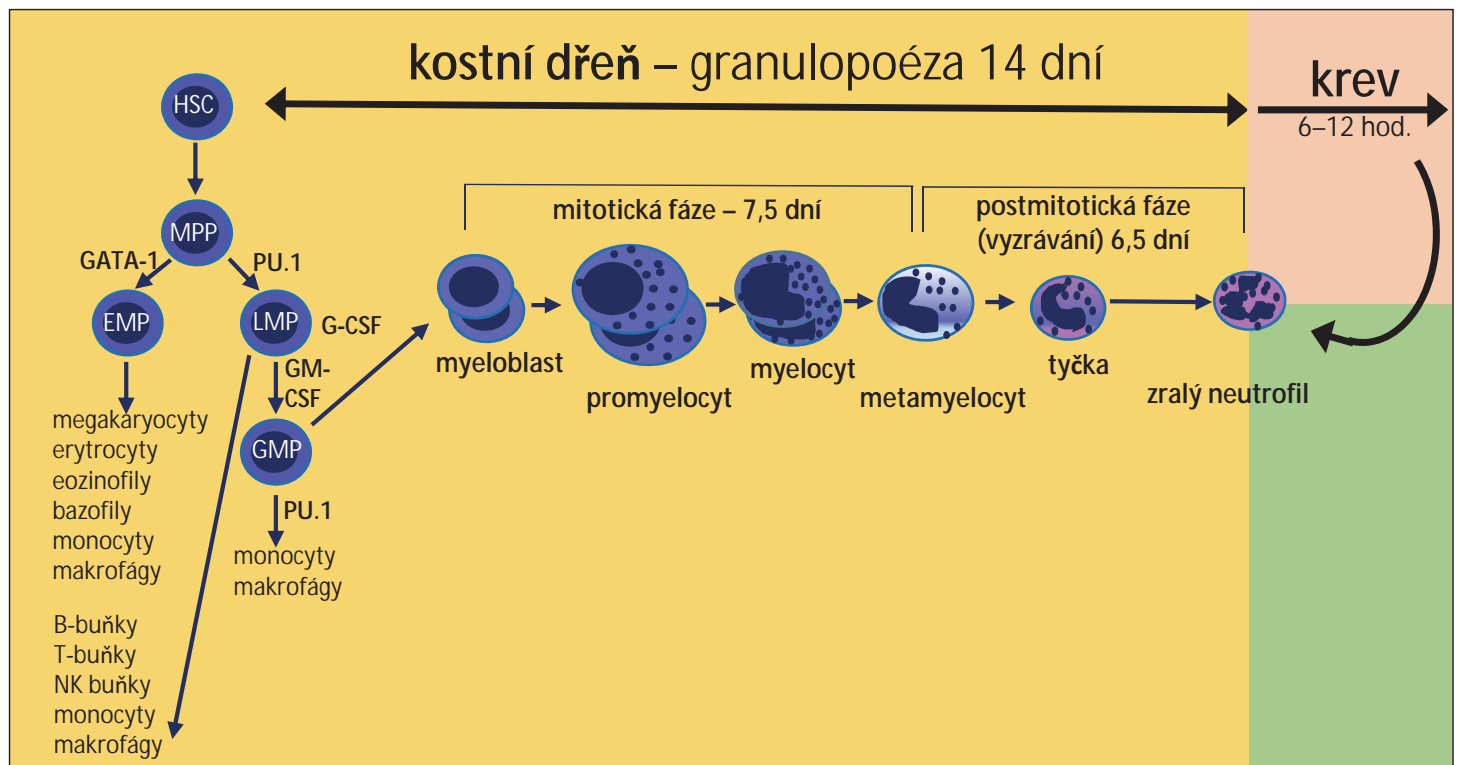 kostní dřeň – granulopoéza 14 dní
krev
6–12 hod.
HSC
MPP
GATA-1
PU.1
EMP
LMP
G-CSF
GM-
CSF
GMP
PU.1
megakaryocyty
erytrocyty
eozinofily
bazofily
monocyty
makrofágy
monocyty
makrofágy
B-buňky
T-buňky
NK buňky
monocyty
makrofágy
mitotická fáze – 7,5 dní
postmitotická fáze
(vyzrávání) 6,5 dní
myeloblast
promyelocyt
myelocyt
metamyelocyt
tyčka
zralý neutrofil